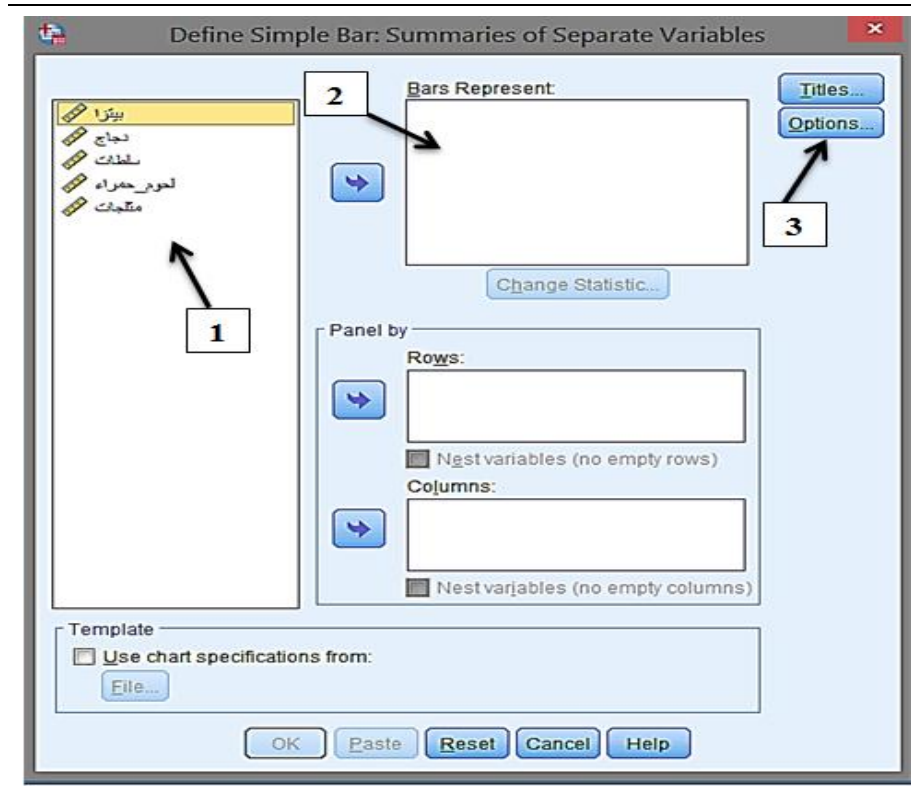 Define Simple Bar: Summaries of Separate Variables
2
Bars Represent:
Titles...
Options...
بيتزا
دجاج
سلطات
لحوم_حمراء
مثلجات
3
Change Statistic...
1
Panel by
Rows:
Nest variables (no empty rows)
Columns:
Nest variables (no empty columns)
Template
Use chart specifications from:
File...
OK Paste Reset Cancel Help